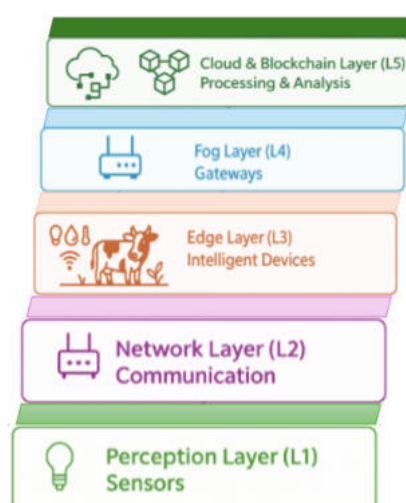 Cloud & Blockchain Layer (L5)
Processing & Analysis
Fog Layer (L4)
Gateways
Edge Layer (L3)
Intelligent Devices
Network Layer (L2)
Communication
Perception Layer (L1)
Sensors